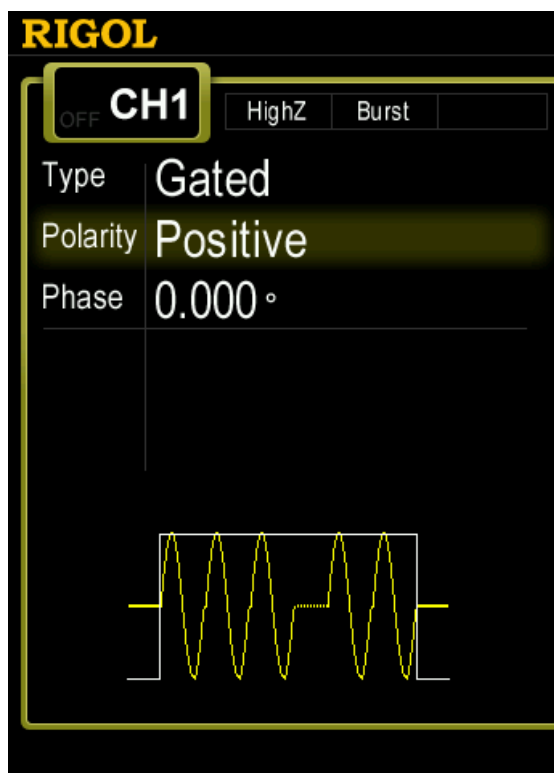 RIGOL
OFF CH1 HighZ Burst
Type Gated
Polarity Positive
Phase 0.000 °